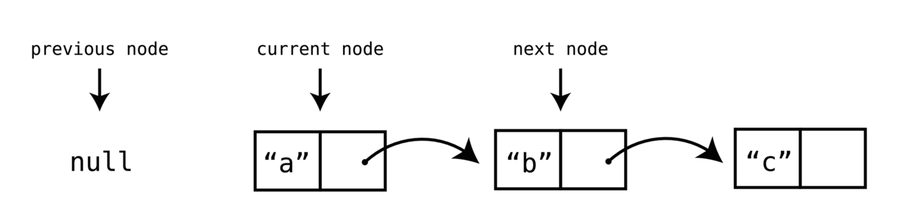 previous node current node next node
null “a” “b” “c”